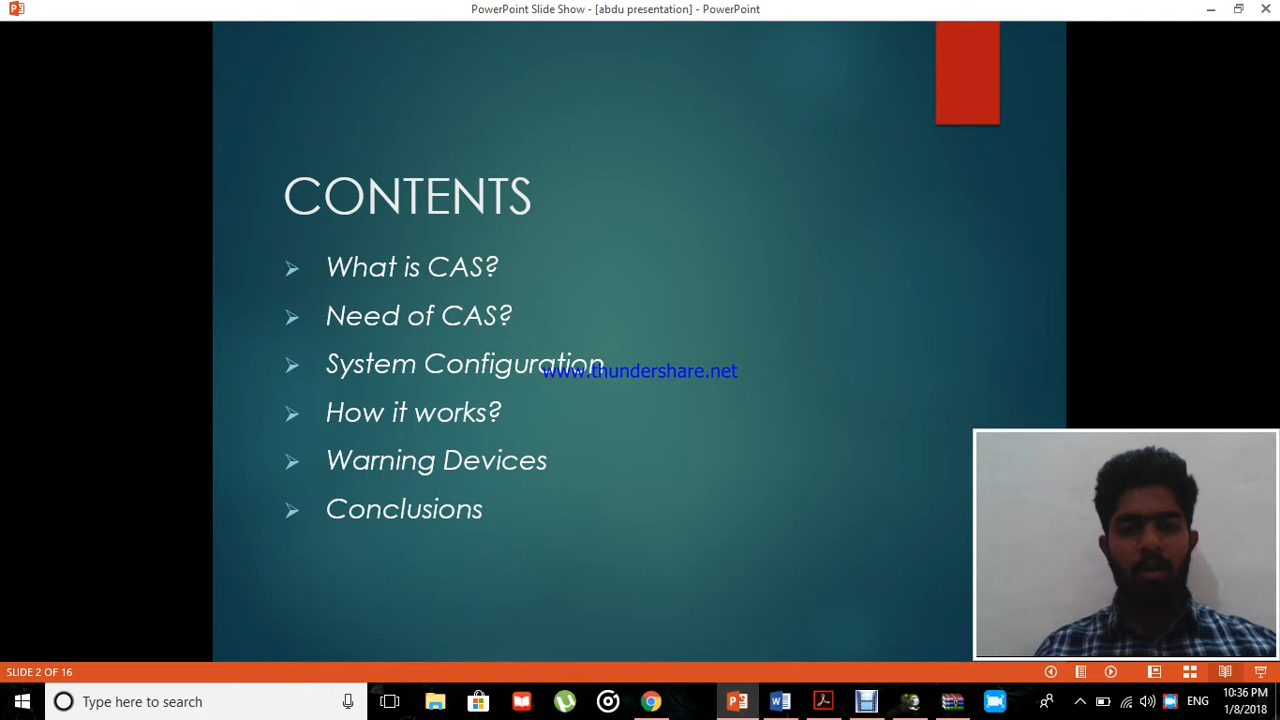 PowerPoint Slide Show - [abdu presentation] - PowerPoint
CONTENTS
What is CAS?
Need of CAS?
System Configuration
www.thundershare.net
How it works?
Warning Devices
Conclusions
SLIDE 2 OF 16
Type here to search
ENG
10:36 PM
1/8/2018